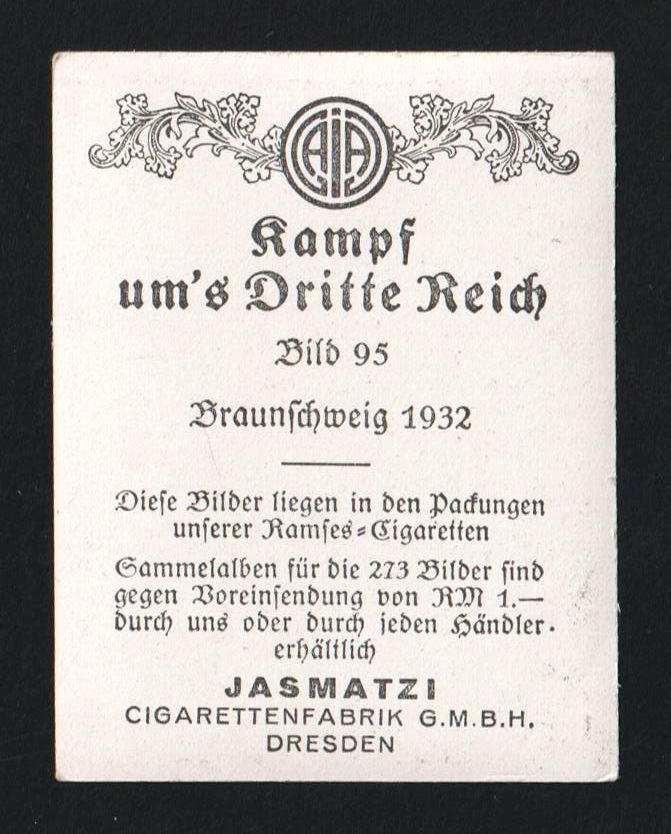 Kampf
um's Dritte Reich
Bild 95
Braunschweig 1932
Diese Bilder liegen in den Packungen
unserer Ramses-Cigaretten
Sammelalben für die 273 Bilder sind
gegen Voreinsendung von RM 1.—
durch uns oder durch jeden Händler
erhältlich
JASMATZI
CIGARETTENFABRIK G.M.B.H.
DRESDEN